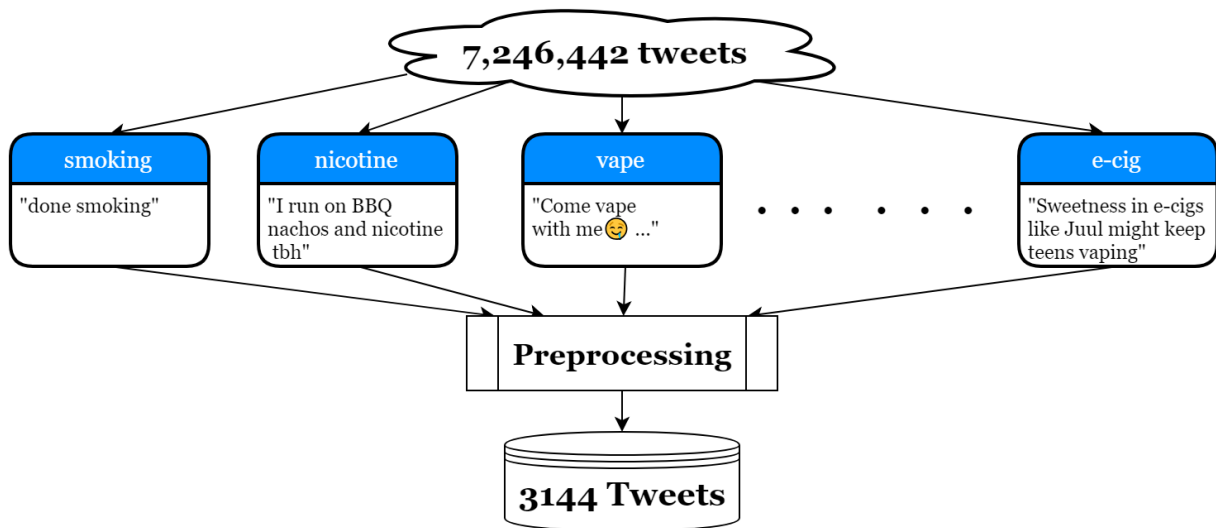 7,246,442 tweets
smoking
"done smoking"
nicotine
"I run on BBQ
nachos and nicotine
tbh"
vape
"Come vape
with me🤤 ..."
. . . . . .
e-cig
"Sweetness in e-cigs
like Juul might keep
teens vaping"
Preprocessing
3144 Tweets